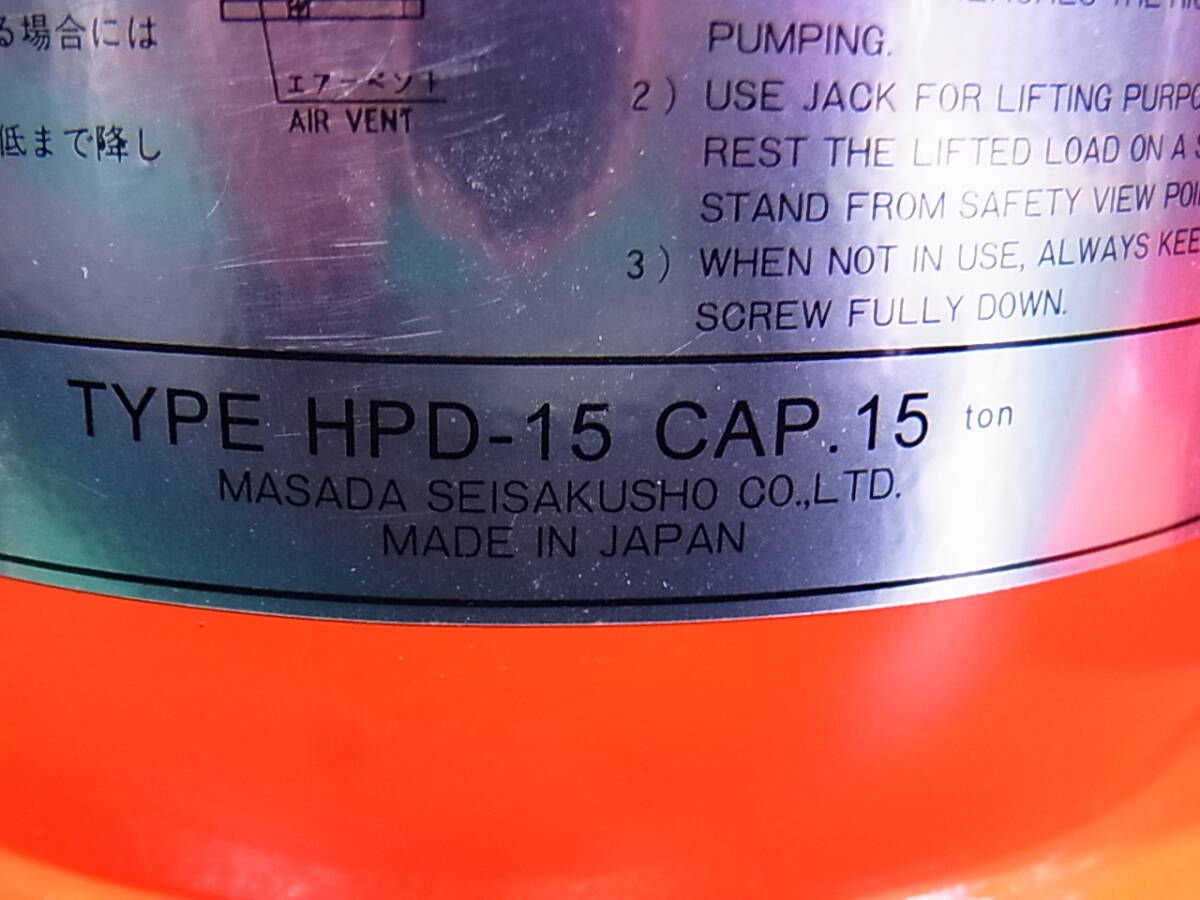 る場合には
低まで降し
エアーベント
AIR VENT
PUMPING.
2) USE JACK FOR LIFTING
REST THE LIFTED LOAD ON A
STAND FROM SAFETY VIEW
3) WHEN NOT IN USE, ALWAYS
SCREW FULLY DOWN.
TYPE HPD-15 CAP.15 ton
MASADA SEISAKUSHO CO.,LTD.
MADE IN JAPAN